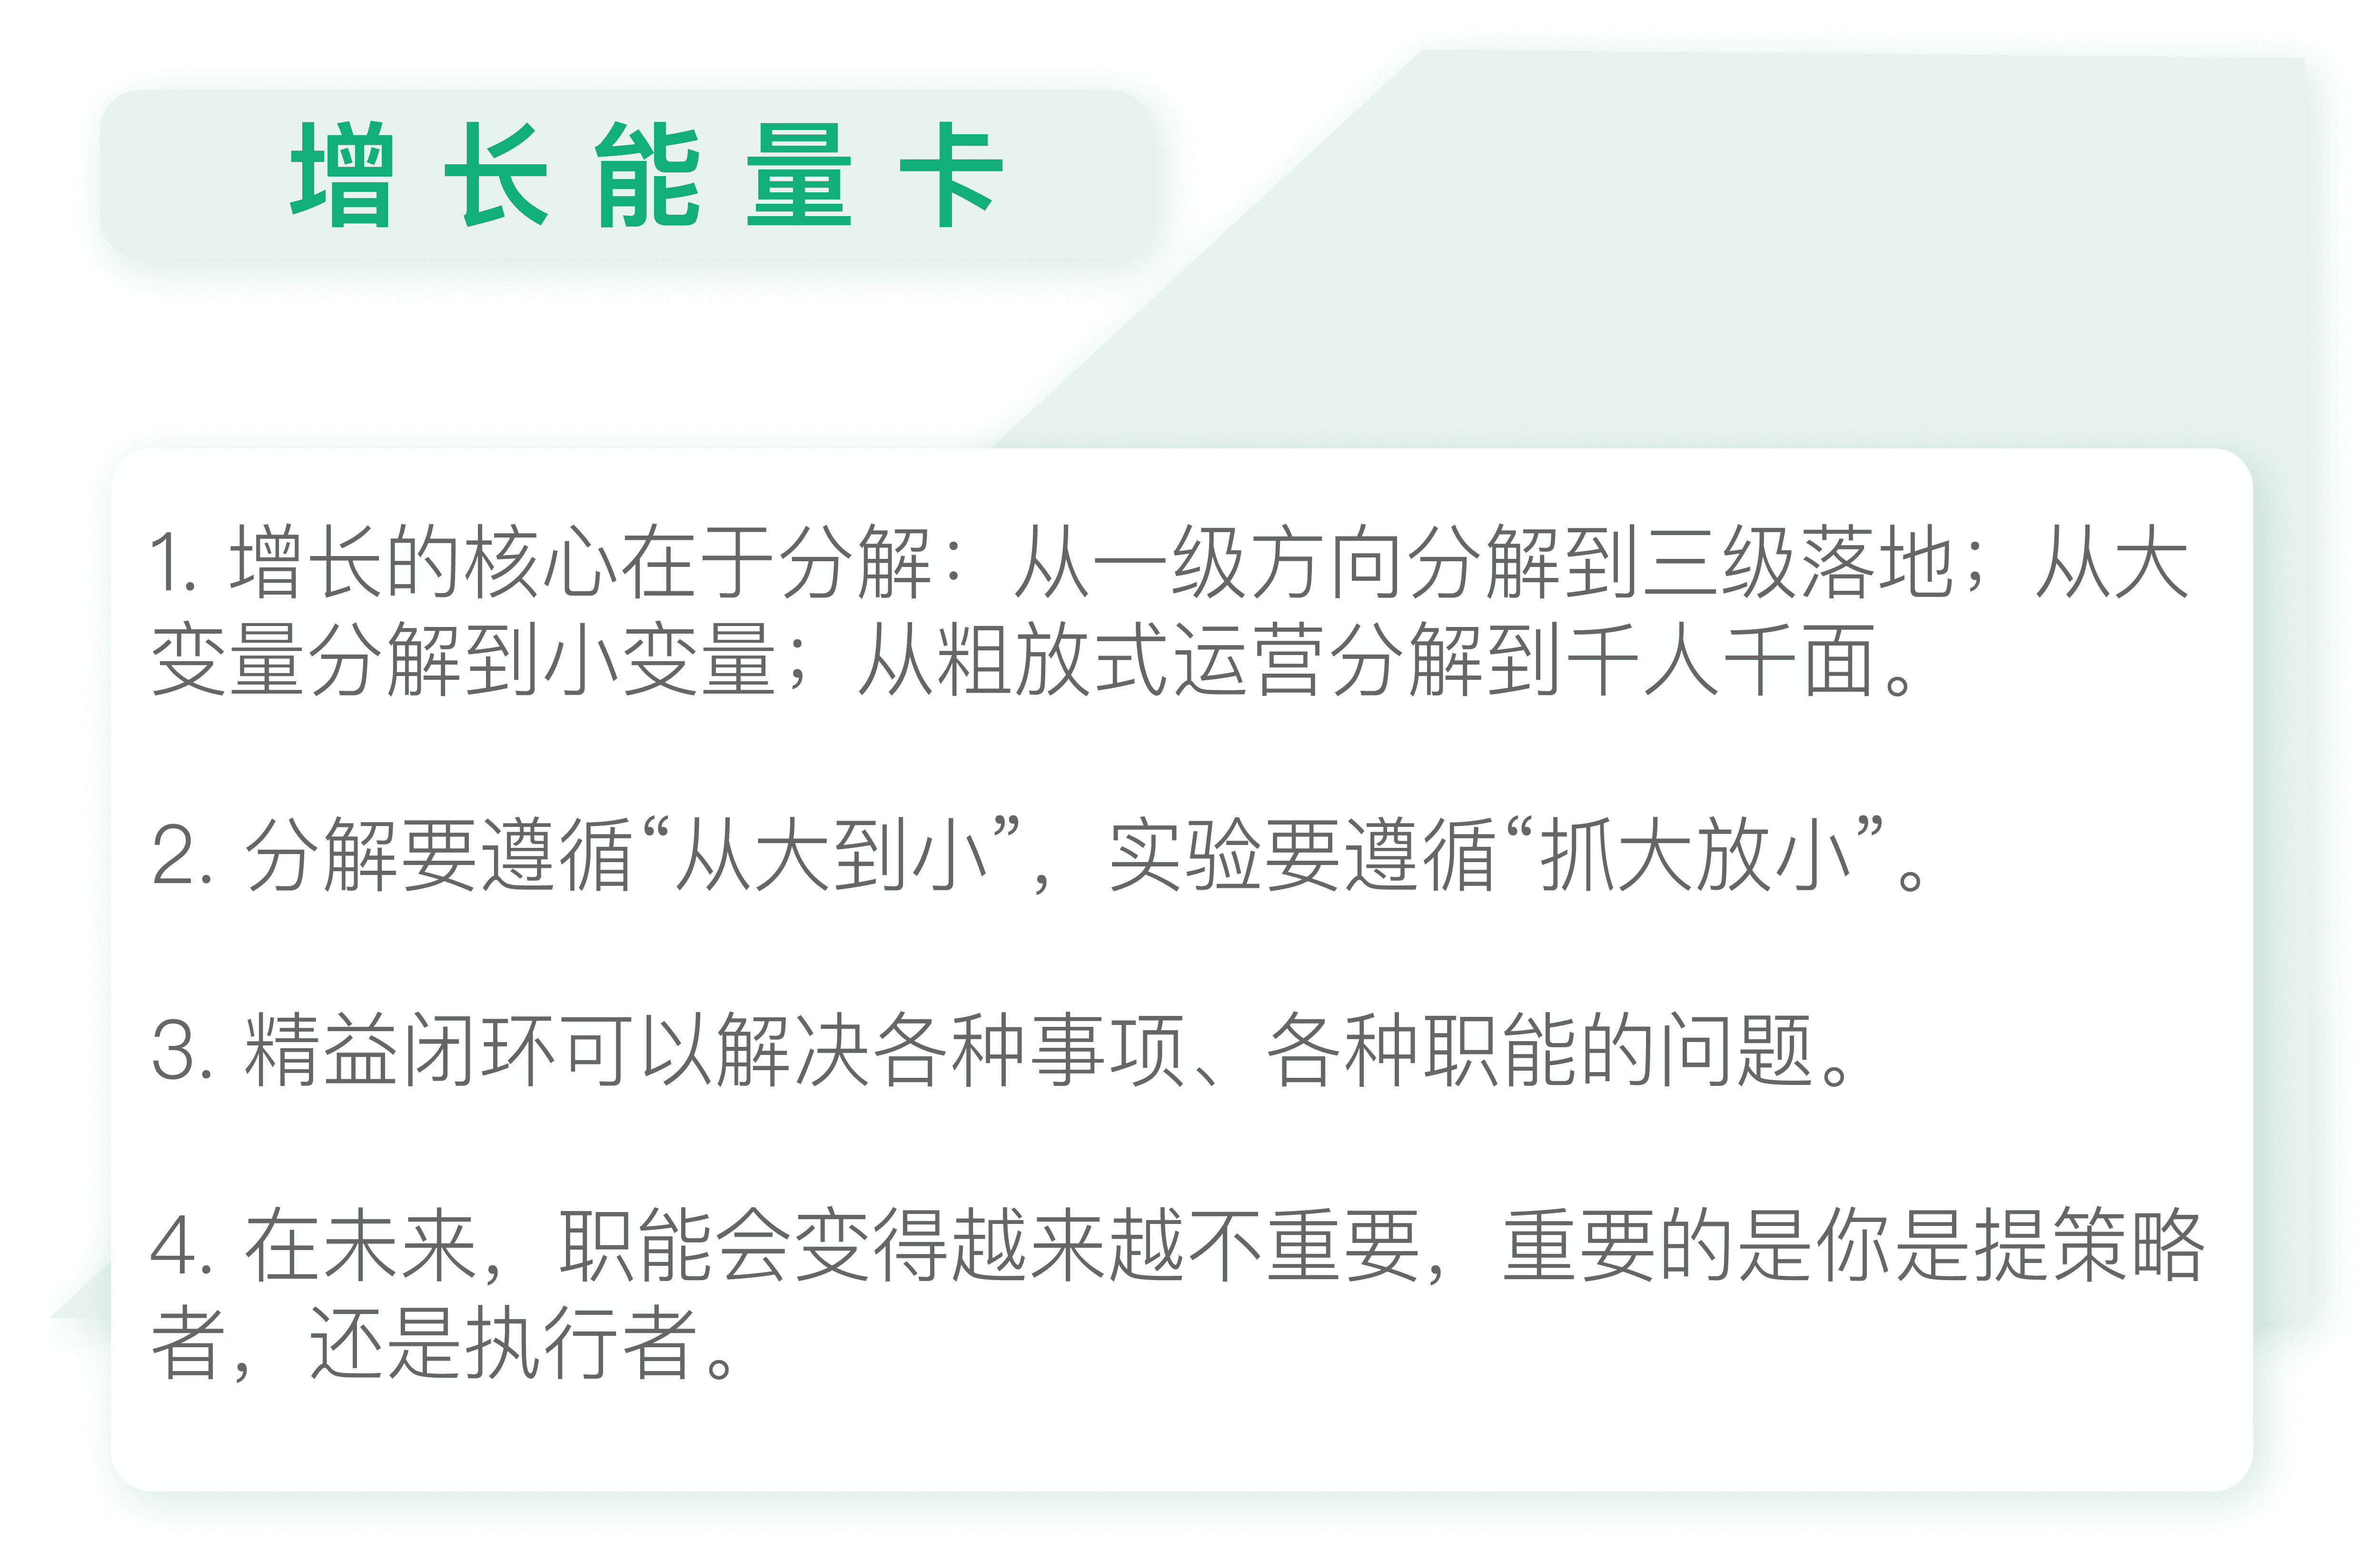 增长能量卡
1. 增长的核心在于分解：从一级方向分解到三级落地；从大
变量分解到小变量；从粗放式运营分解到千人千面。
2. 分解要遵循“从大到小”，实验要遵循“抓大放小”。
3. 精益闭环可以解决各种事项、各种职能的问题。
4. 在未来，职能会变得越来越不重要，重要的是你是提策略
者，还是执行者。